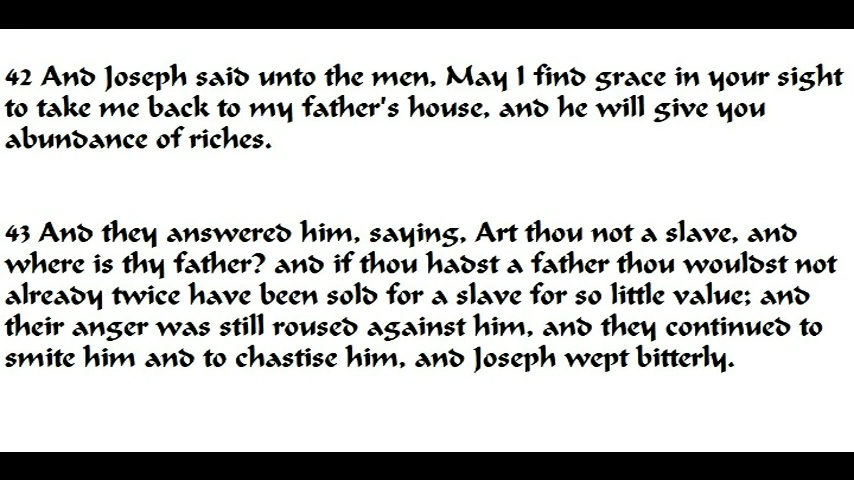 42 And Joseph said unto the men, May I find grace in your sight
to take me back to my father's house, and he will give you
abundance of riches.
43 And they answered him, saying, Art thou not a slave, and
where is thy father? and if thou hadst a father thou wouldst not
already twice have been sold for a slave for so little value; and
their anger was still roused against him, and they continued to
smite him and to chastise him, and Joseph wept bitterly.